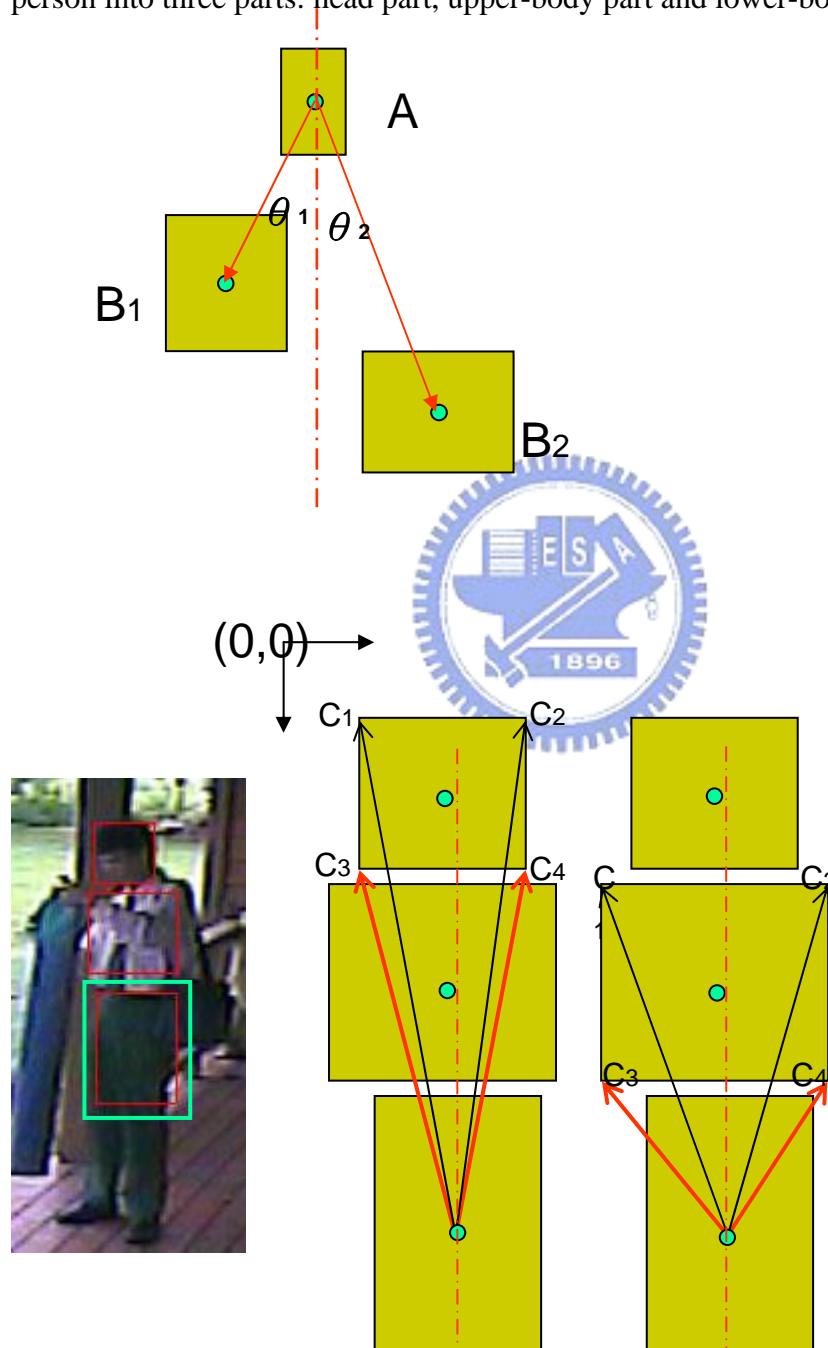 person into three parts: head part, upper-body part and lower-bo
A
θ 1
θ 2
B1
B2
E S A
1896
(0,0)
C1
C2
C3
C4
C
C3
C4